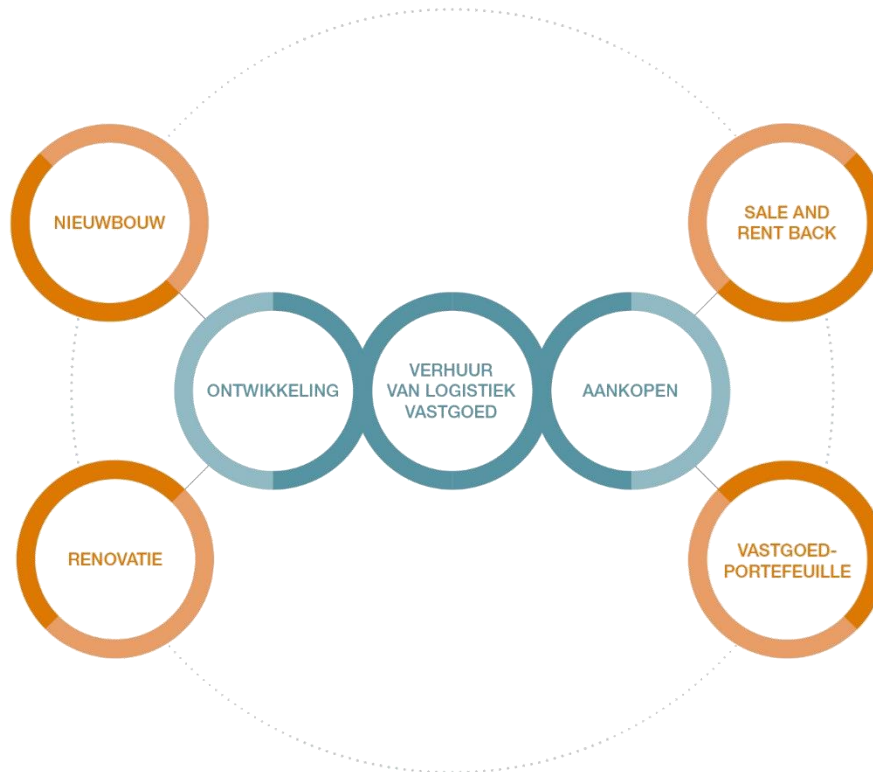 NIEUWBOUW
SALE AND
RENT BACK
ONTWIKKELING
VERHUUR
VAN LOGISTIEK
VASTGOED
AANKOPEN
RENOVATIE
VASTGOED-
PORTEFEUILLE